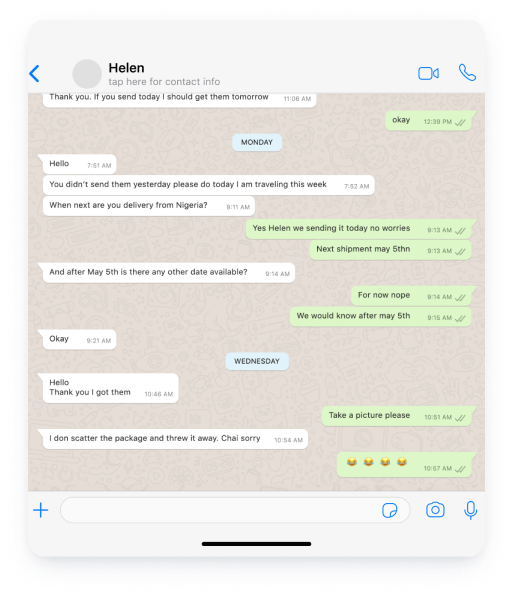 Helen
tap here for contact info
Thank you. If you send today I should get them tomorrow 11:06 AM
okay 12:39 PM
MONDAY
Hello 7:51 AM
You didn't send them yesterday please do today I am traveling this week 7:52 AM
When next are you delivery from Nigeria? 9:11 AM
Yes Helen we sending it today no worries 9:13 AM
Next shipment may 5thn 9:13 AM
And after May 5th is there any other date available? 9:14 AM
For now nope 9:14 AM
We would know after may 5th 9:15 AM
Okay 9:21 AM
WEDNESDAY
Hello
Thank you I got them 10:46 AM
Take a picture please 10:51 AM
I don scatter the package and threw it away. Chai sorry 10:54 AM
😂 😂 😂 😂 10:57 AM